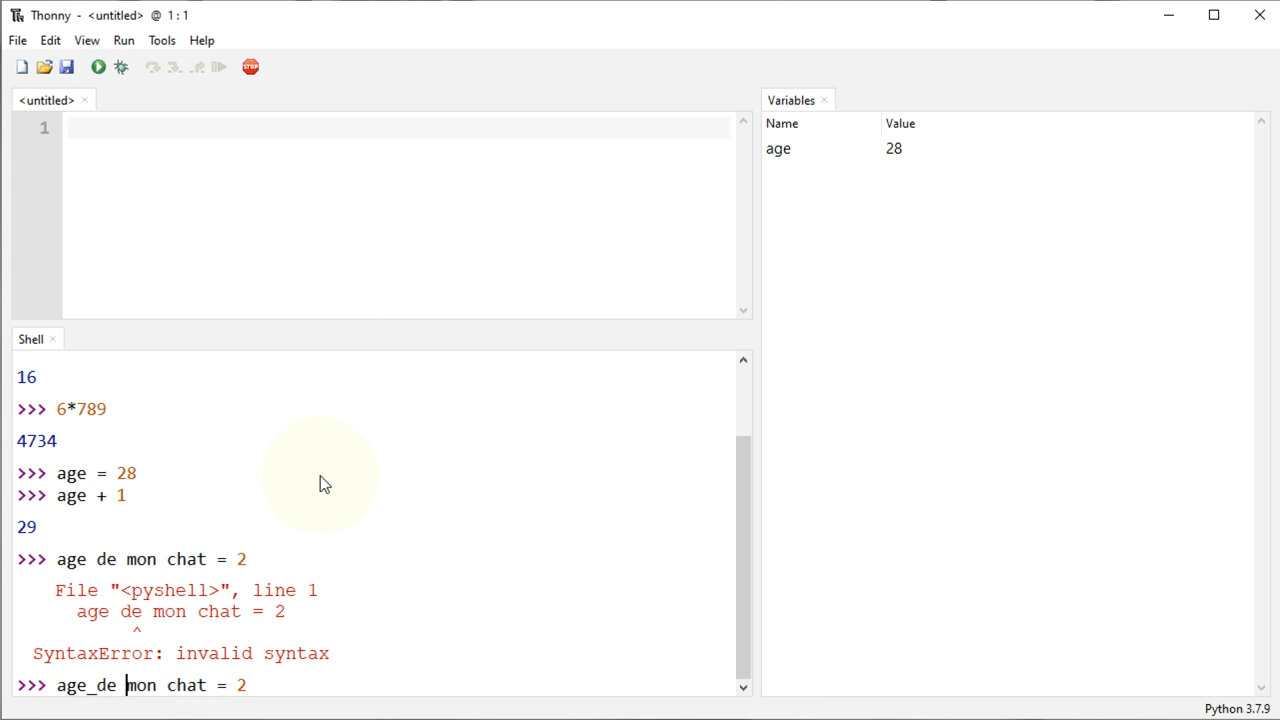 Thonny - <untitled> @ 1:1
File Edit View Run Tools Help
STOP
<untitled>
1
Variables
Name Value
age 28
Shell
16
>>> 6*789
4734
>>> age = 28
>>> age + 1
29
>>> age de mon chat = 2
File "<pyshell>", line 1
age de mon chat = 2
^
SyntaxError: invalid syntax
>>> age_de mon chat = 2
Python 3.7.9